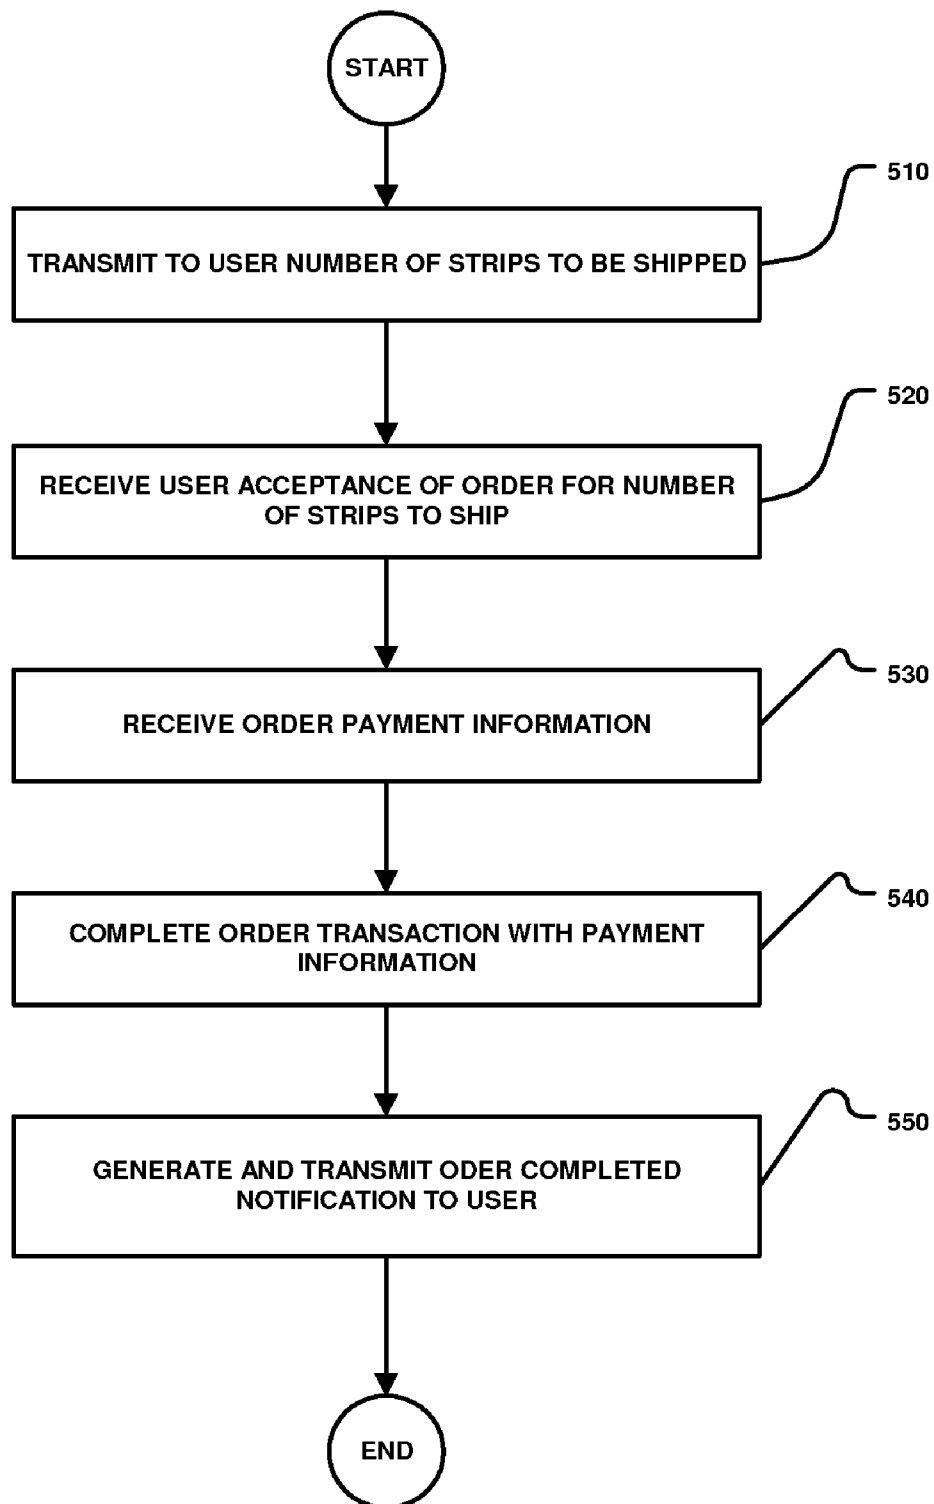 START
510
TRANSMIT TO USER NUMBER OF STRIPS TO BE SHIPPED
520
RECEIVE USER ACCEPTANCE OF ORDER FOR NUMBER
OF STRIPS TO SHIP
530
RECEIVE ORDER PAYMENT INFORMATION
540
COMPLETE ORDER TRANSACTION WITH PAYMENT
INFORMATION
550
GENERATE AND TRANSMIT ODER COMPLETED
NOTIFICATION TO USER
END